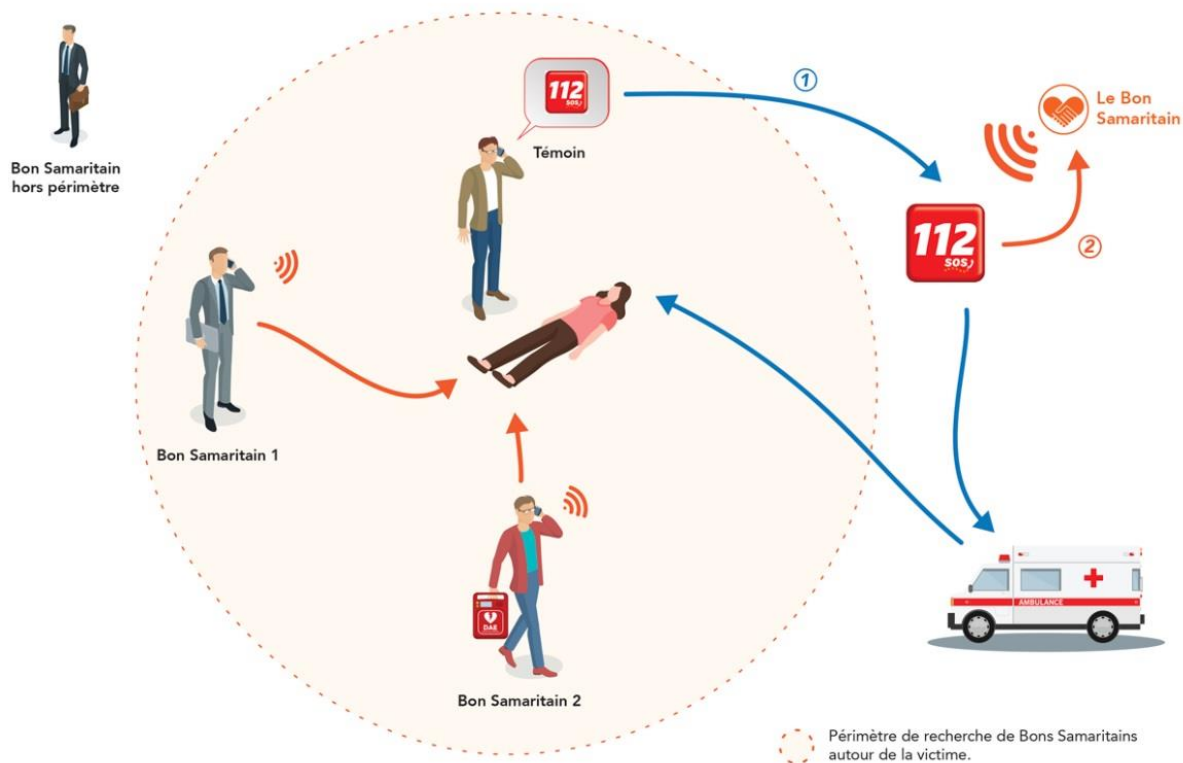 Bon Samaritain
hors périmètre
112
SOS
Témoin
①
Le Bon
Samaritain
112
SOS
②
Bon Samaritain 1
DAE
Bon Samaritain 2
AMBULANCE
Périmètre de recherche de Bons Samaritains
autour de la victime.